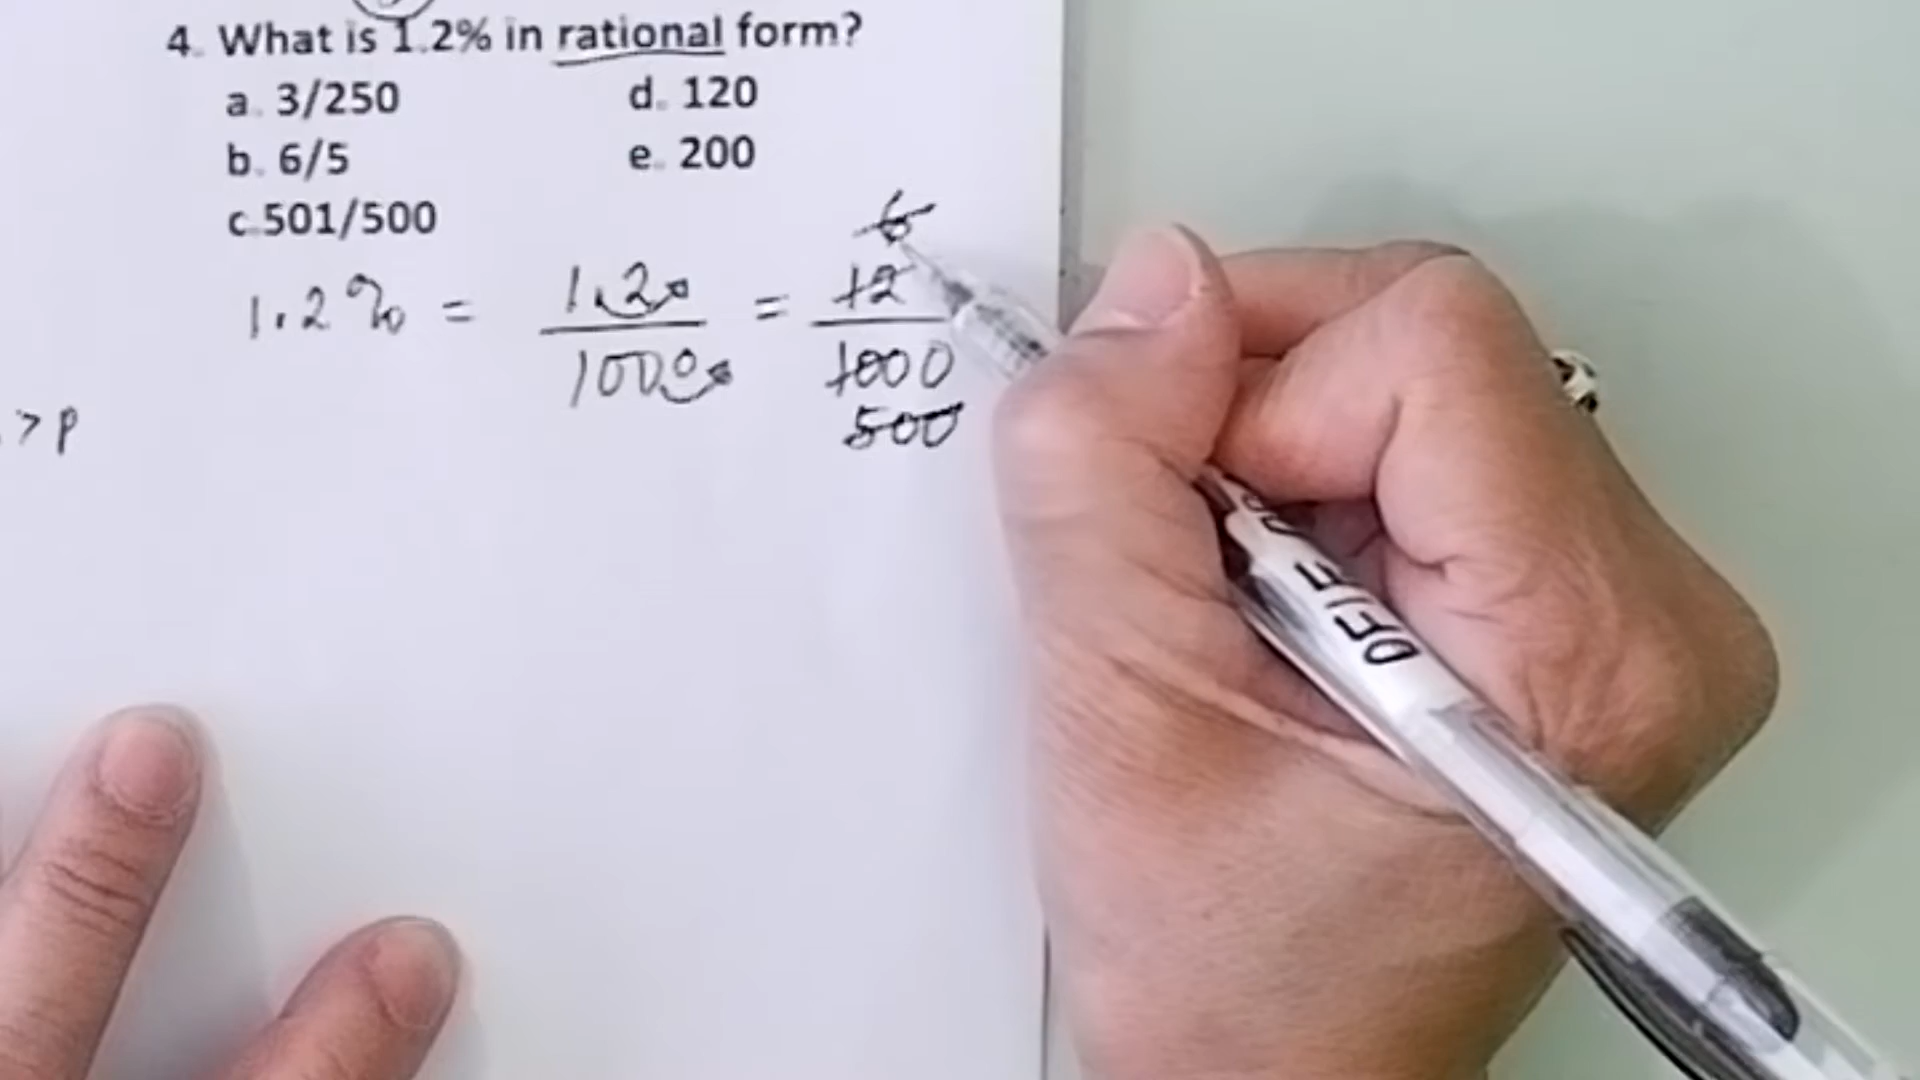 4. What is 1.2% in rational form?
a. 3/250 d. 120
b. 6/5 e. 200
c.501/500
6
1.2% = 1.2 / 1000 = 12 / 1000
500
> p
DELI